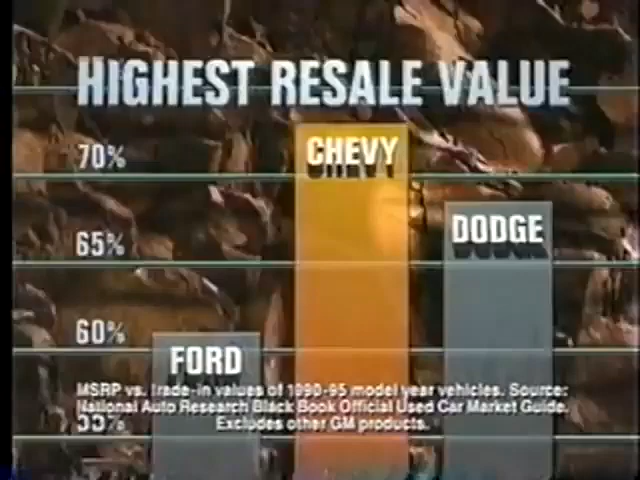 HIGHEST RESALE VALUE
CHEVY
70%
DODGE
65%
60%
FORD
MSRP vs. trade-in values of 1990-95 model year vehicles. Source:
National Auto Research Black Book Official Used Car Market Guide.
55%
Excludes other GM products.